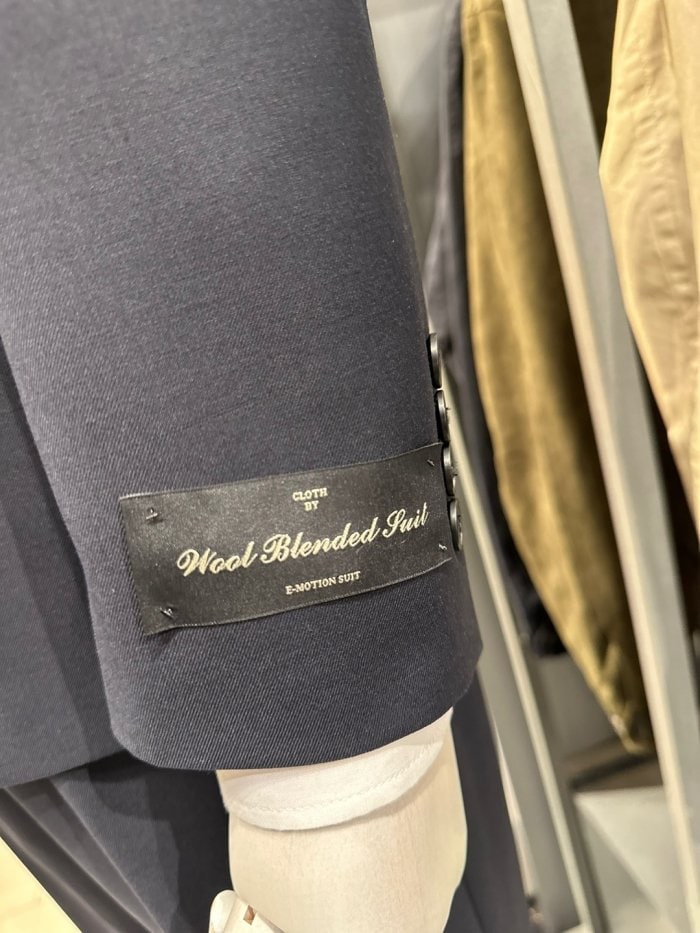 CLOTH
BY
Wool Blended Suit
E-MOTION SUIT